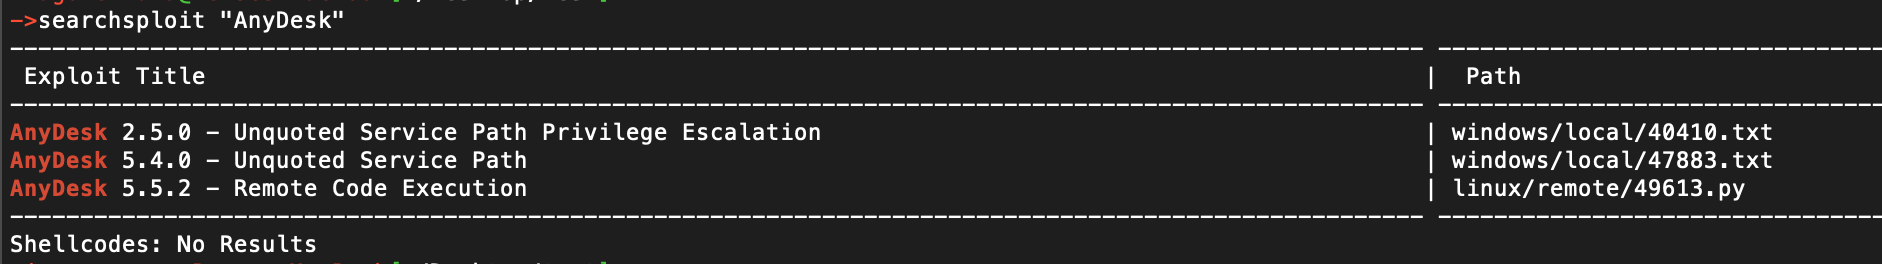 ->searchsploit "AnyDesk"
Exploit Title | Path
AnyDesk 2.5.0 - Unquoted Service Path Privilege Escalation | windows/local/40410.txt
AnyDesk 5.4.0 - Unquoted Service Path | windows/local/47883.txt
AnyDesk 5.5.2 - Remote Code Execution | linux/remote/49613.py
Shellcodes: No Results